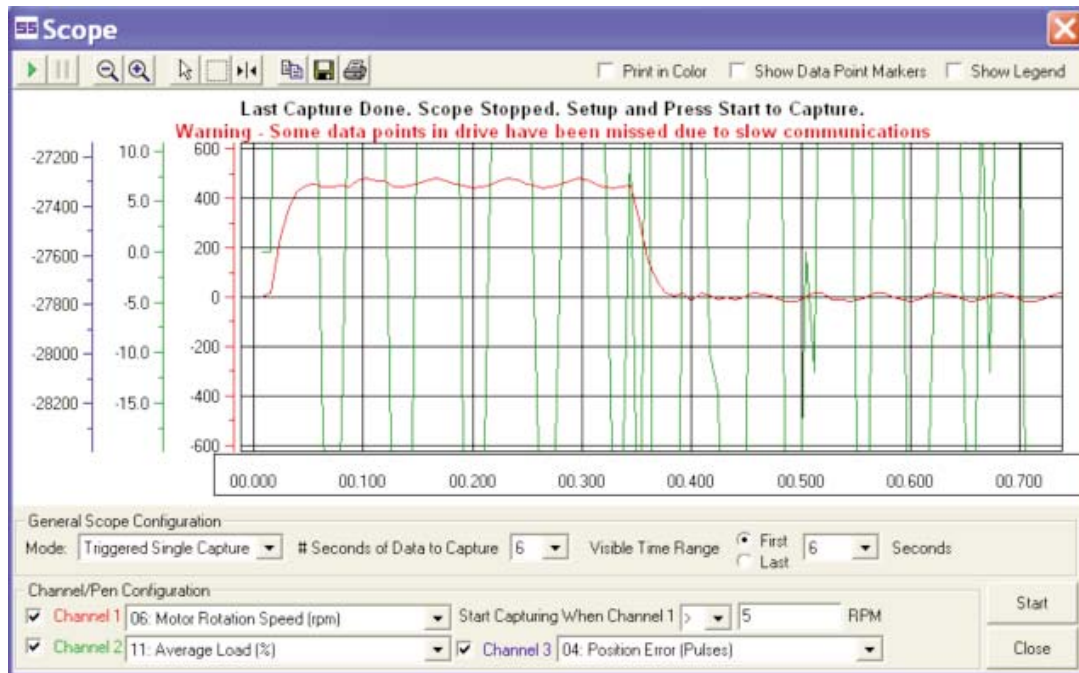 Scope
Print in Color Show Data Point Markers Show Legend
Last Capture Done. Scope Stopped. Setup and Press Start to Capture.
Warning - Some data points in drive have been missed due to slow communications
-27200 10.0 600
-27400 5.0 400
-27600 0.0 200
-27800 -5.0 0
-28000 -10.0 -200
-28200 -15.0 -400
-600
00.000 00.100 00.200 00.300 00.400 00.500 00.600 00.700
General Scope Configuration
Mode: Triggered Single Capture # Seconds of Data to Capture 6 Visible Time Range First Last 6 Seconds
Channel/Pen Configuration
Channel 1 06: Motor Rotation Speed (rpm) Start Capturing When Channel 1 > 5 RPM Start
Channel 2 11: Average Load (%) Channel 3 04: Position Error (Pulses) Close